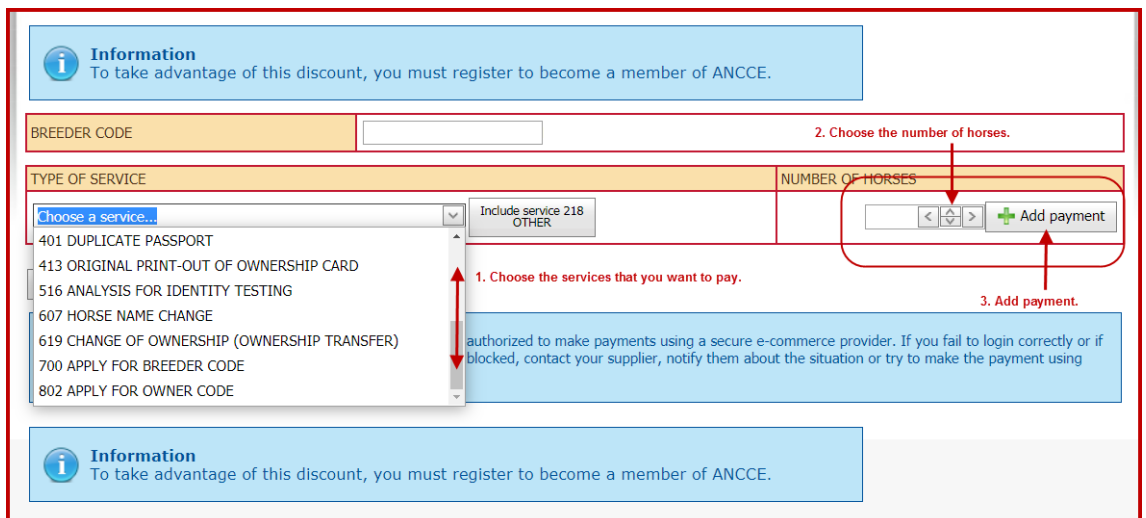 Information
To take advantage of this discount, you must register to become a member of ANCCE.
BREEDER CODE
2. Choose the number of horses.
TYPE OF SERVICE
NUMBER OF HORSES
Choose a service...
Include service 218
OTHER
Add payment
401 DUPLICATE PASSPORT
413 ORIGINAL PRINT-OUT OF OWNERSHIP CARD
516 ANALYSIS FOR IDENTITY TESTING
607 HORSE NAME CHANGE
619 CHANGE OF OWNERSHIP (OWNERSHIP TRANSFER)
700 APPLY FOR BREEDER CODE
802 APPLY FOR OWNER CODE
1. Choose the services that you want to pay.
3. Add payment.
authorized to make payments using a secure e-commerce provider. If you fail to login correctly or if
blocked, contact your supplier, notify them about the situation or try to make the payment using
Information
To take advantage of this discount, you must register to become a member of ANCCE.